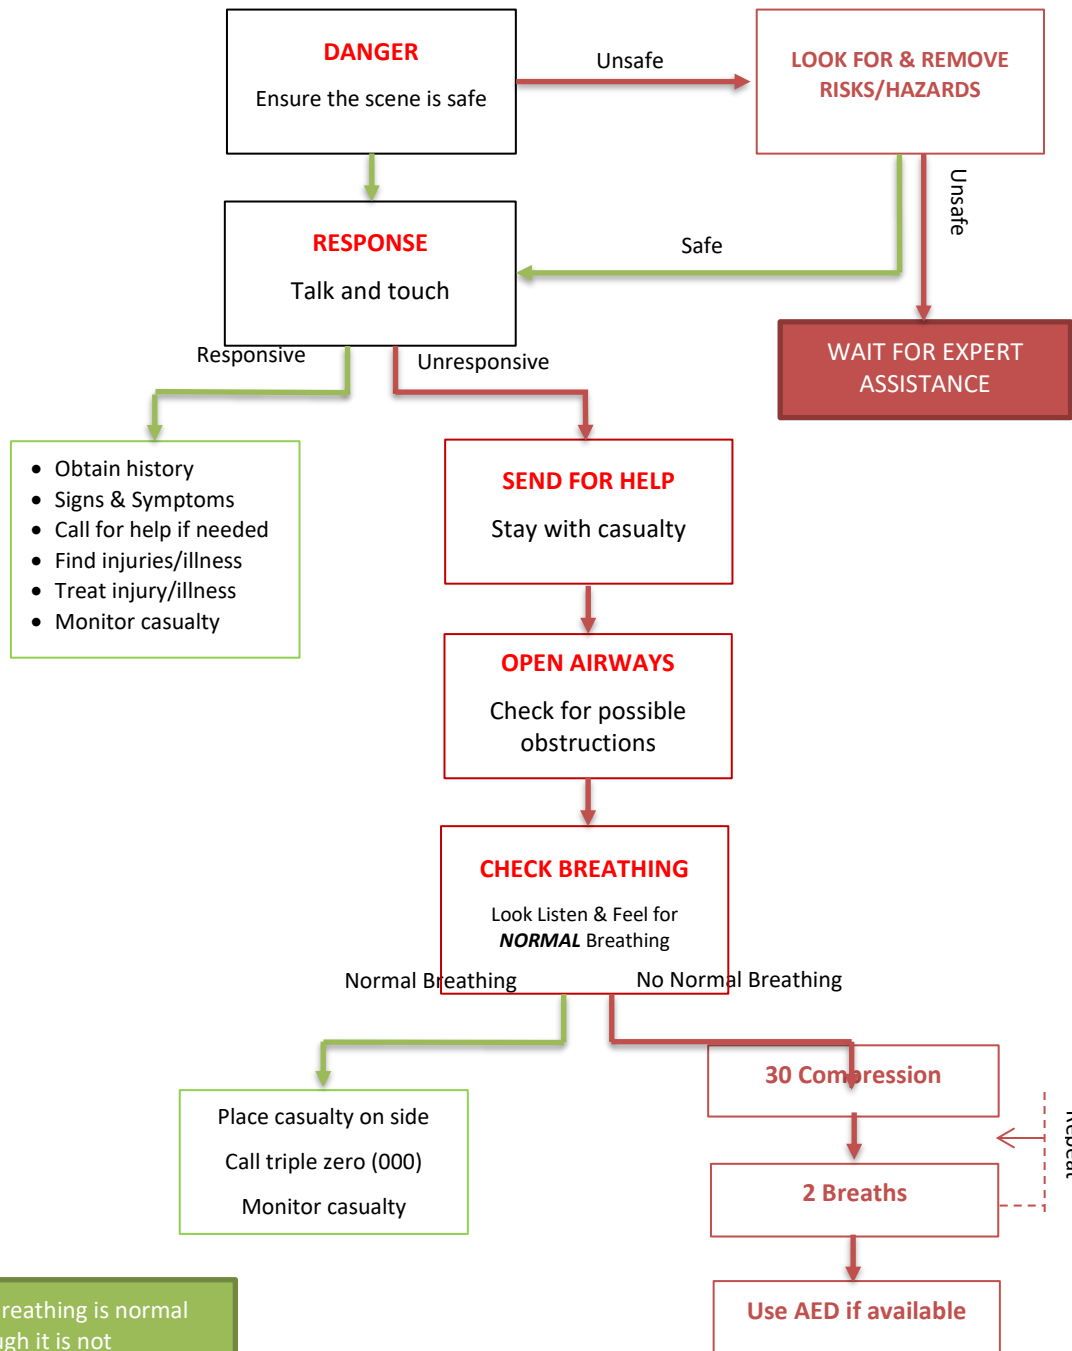 DANGER
Ensure the scene is safe
Unsafe
LOOK FOR & REMOVE
RISKS/HAZARDS
Unsafe
RESPONSE
Talk and touch
Safe
WAIT FOR EXPERT
ASSISTANCE
Responsive
Unresponsive
• Obtain history
• Signs & Symptoms
• Call for help if needed
• Find injuries/illness
• Treat injury/illness
• Monitor casualty
SEND FOR HELP
Stay with casualty
OPEN AIRWAYS
Check for possible
obstructions
CHECK BREATHING
Look Listen & Feel for
NORMAL Breathing
Normal Breathing
No Normal Breathing
Place casualty on side
Call triple zero (000)
Monitor casualty
30 Compression
Repeat
2 Breaths
Use AED if available
reathing is normal
ugh it is not